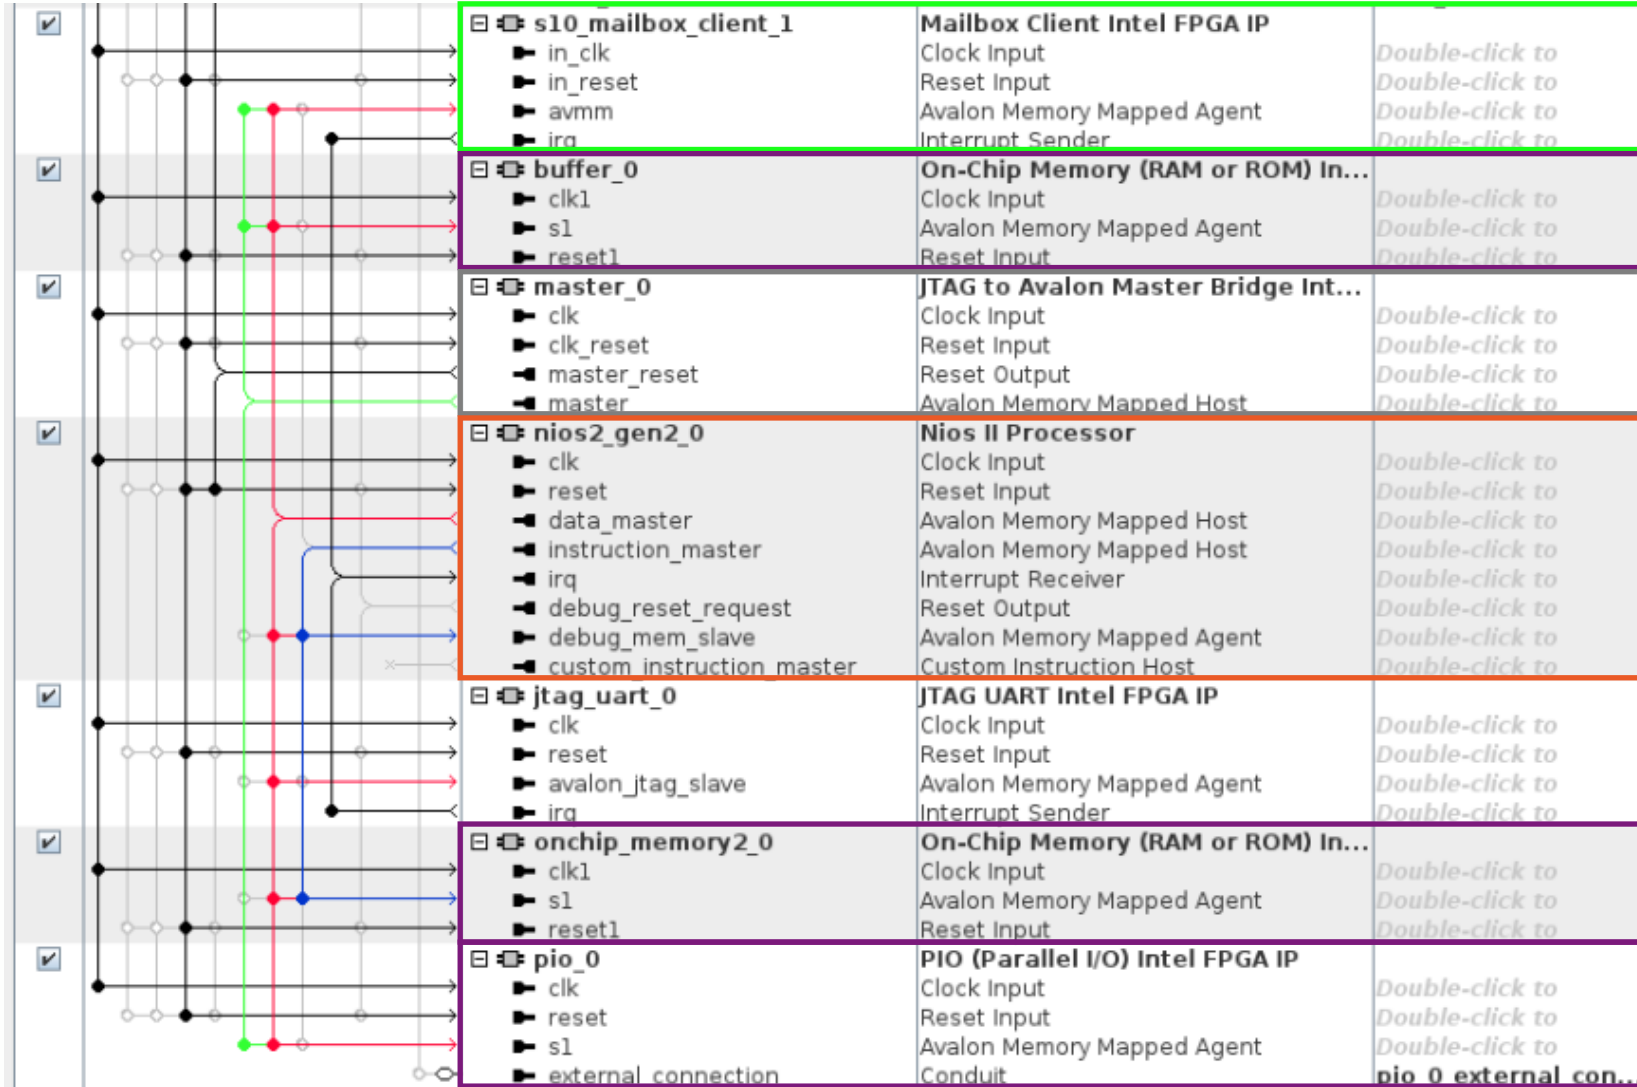 s10_mailbox_client_1 Mailbox Client Intel FPGA IP
in_clk Clock Input Double-click to
in_reset Reset Input Double-click to
avmm Avalon Memory Mapped Agent Double-click to
irq Interrupt Sender Double-click to
buffer_0 On-Chip Memory (RAM or ROM) In...
clk1 Clock Input Double-click to
s1 Avalon Memory Mapped Agent Double-click to
reset1 Reset Input Double-click to
master_0 JTAG to Avalon Master Bridge Int...
clk Clock Input Double-click to
clk_reset Reset Input Double-click to
master_reset Reset Output Double-click to
master Avalon Memory Mapped Host Double-click to
nios2_gen2_0 Nios II Processor
clk Clock Input Double-click to
reset Reset Input Double-click to
data_master Avalon Memory Mapped Host Double-click to
instruction_master Avalon Memory Mapped Host Double-click to
irq Interrupt Receiver Double-click to
debug_reset_request Reset Output Double-click to
debug_mem_slave Avalon Memory Mapped Agent Double-click to
custom_instruction_master Custom Instruction Host Double-click to
jtag_uart_0 JTAG UART Intel FPGA IP
clk Clock Input Double-click to
reset Reset Input Double-click to
avalon_jtag_slave Avalon Memory Mapped Agent Double-click to
irq Interrupt Sender Double-click to
onchip_memory2_0 On-Chip Memory (RAM or ROM) In...
clk1 Clock Input Double-click to
s1 Avalon Memory Mapped Agent Double-click to
reset1 Reset Input Double-click to
pio_0 PIO (Parallel I/O) Intel FPGA IP
clk Clock Input Double-click to
reset Reset Input Double-click to
s1 Avalon Memory Mapped Agent Double-click to
external_connection Conduit pio_0_external_con...